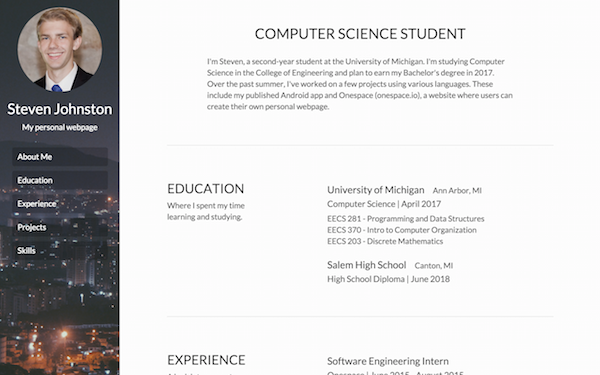 Steven Johnston
My personal webpage
About Me
Education
Experience
Projects
Skills
COMPUTER SCIENCE STUDENT
I'm Steven, a second-year student at the University of Michigan. I'm studying Computer
Science in the College of Engineering and plan to earn my Bachelor's degree in 2017.
Over the past summer, I've worked on a few projects using various languages. These
include my published Android app and Onespace (onespace.io), a website where users can
create their own personal webpage.
EDUCATION
Where I spent my time
learning and studying.
University of Michigan Ann Arbor, MI
Computer Science | April 2017
EECS 281 - Programming and Data Structures
EECS 370 - Intro to Computer Organization
EECS 203 - Discrete Mathematics
Salem High School Canton, MI
High School Diploma | June 2018
EXPERIENCE
Software Engineering Intern